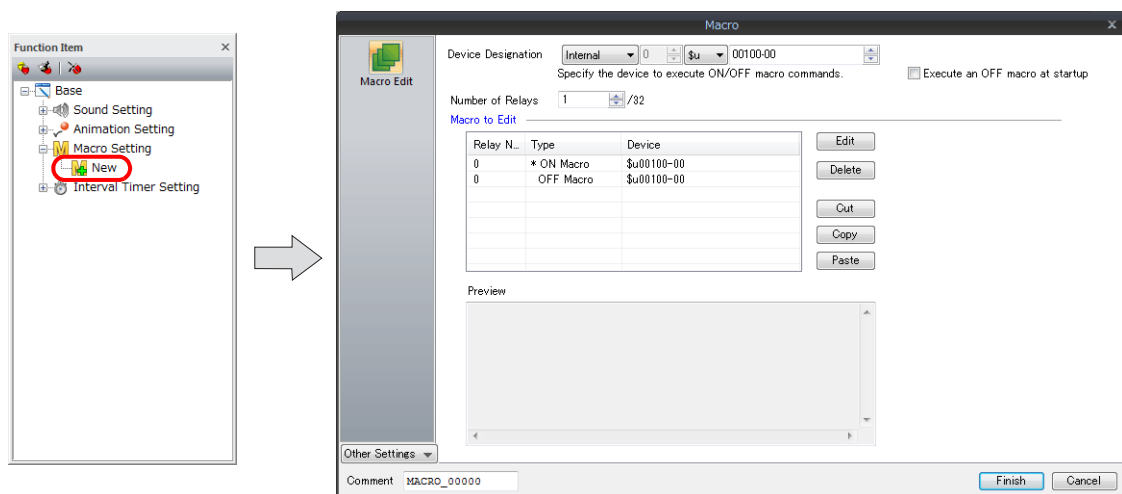 Function Item
Base
Sound Setting
Animation Setting
Macro Setting
New
Interval Timer Setting
Macro
Macro Edit
Device Designation Internal 0 $u 00100-00
Specify the device to execute ON/OFF macro commands.
Execute an OFF macro at startup
Number of Relays 1 /32
Macro to Edit
Relay N... Type Device
0 * ON Macro $u00100-00
0 OFF Macro $u00100-00
Edit
Delete
Cut
Copy
Paste
Preview
Other Settings
Comment MACRO_00000
Finish Cancel